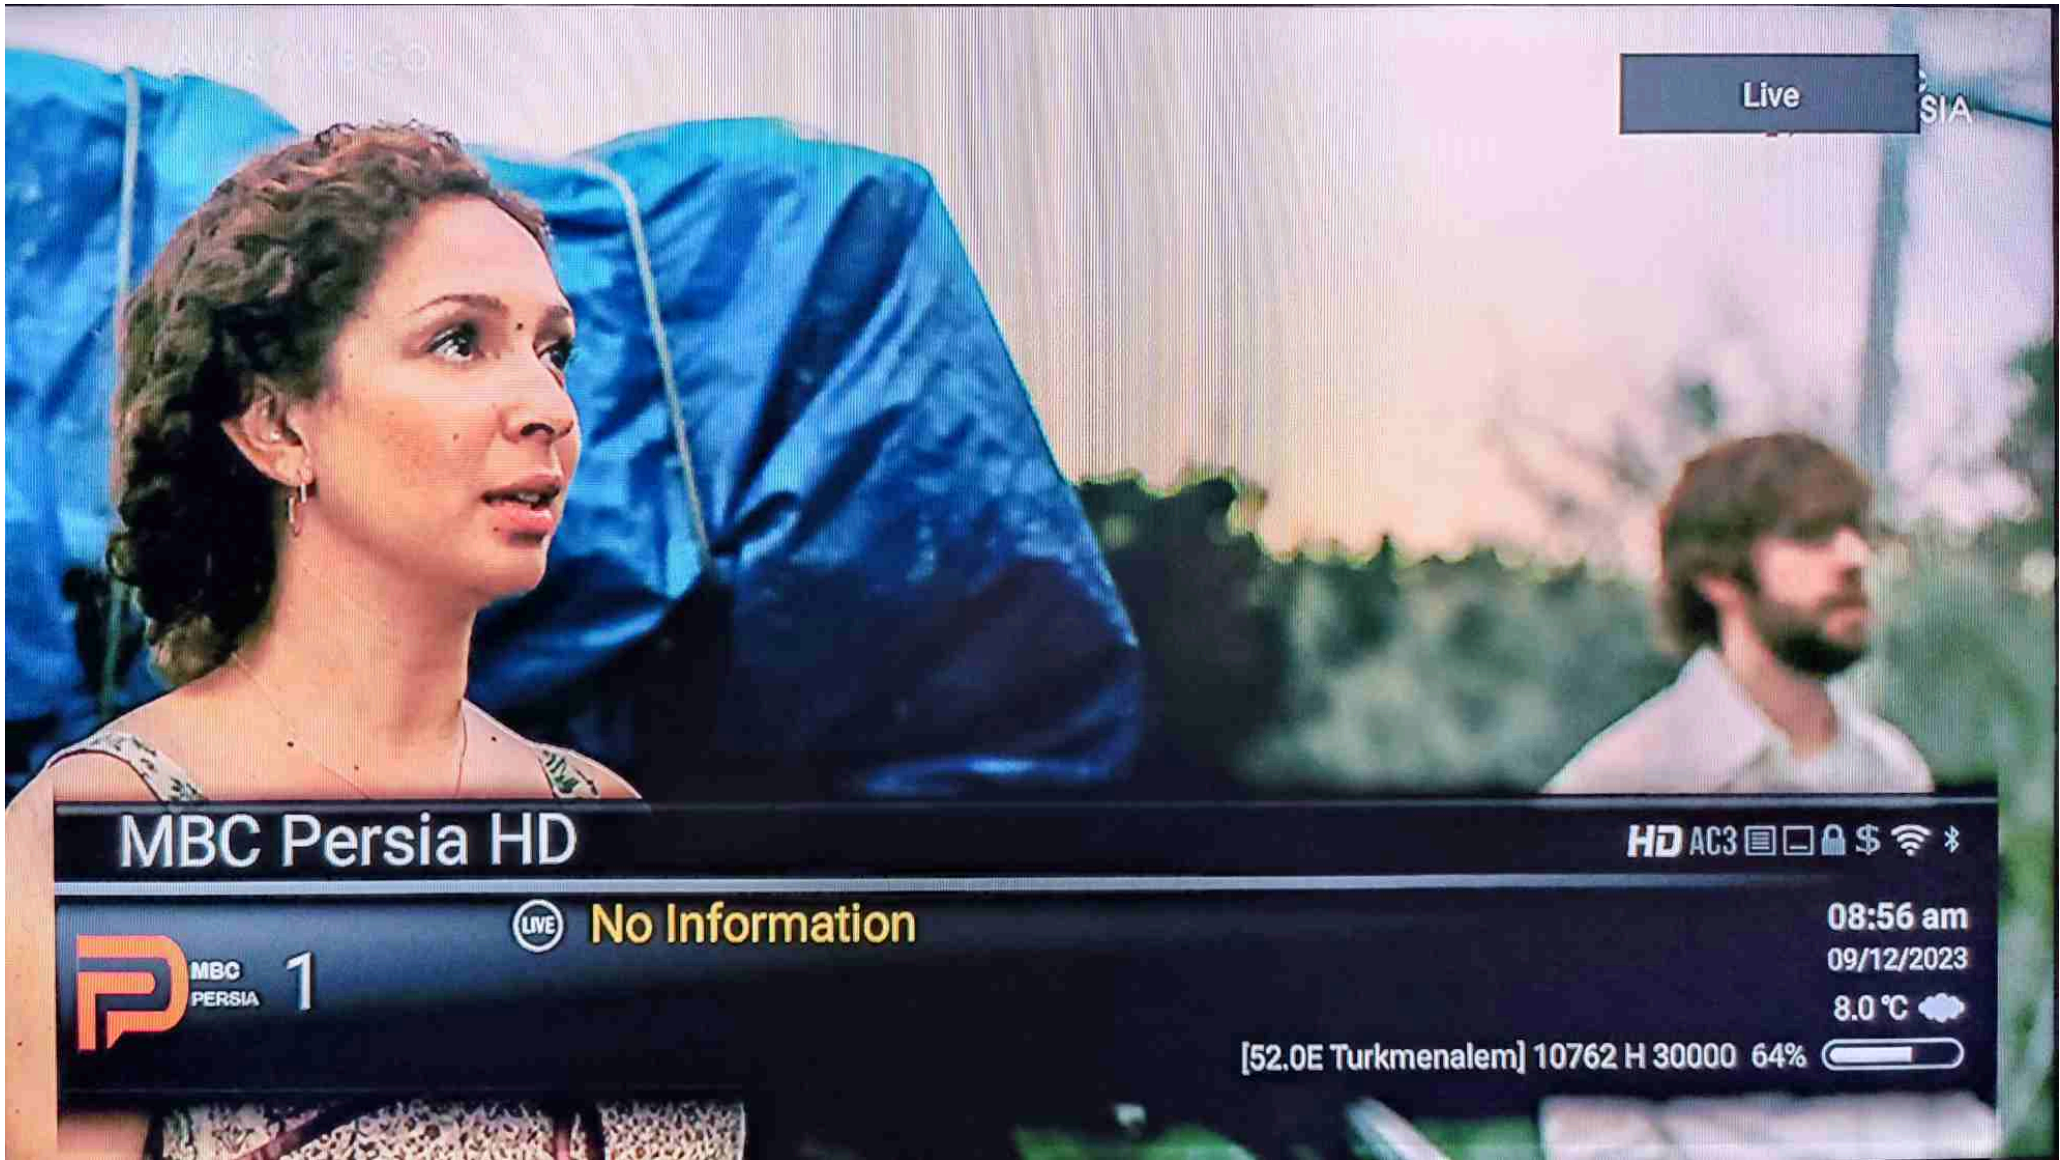 Live
SIA
MBC Persia HD
HD AC3 $
LIVE No Information
MBC
PERSIA
1
08:56 am
09/12/2023
8.0 °C
[52.0E Turkmenalem] 10762 H 30000 64%